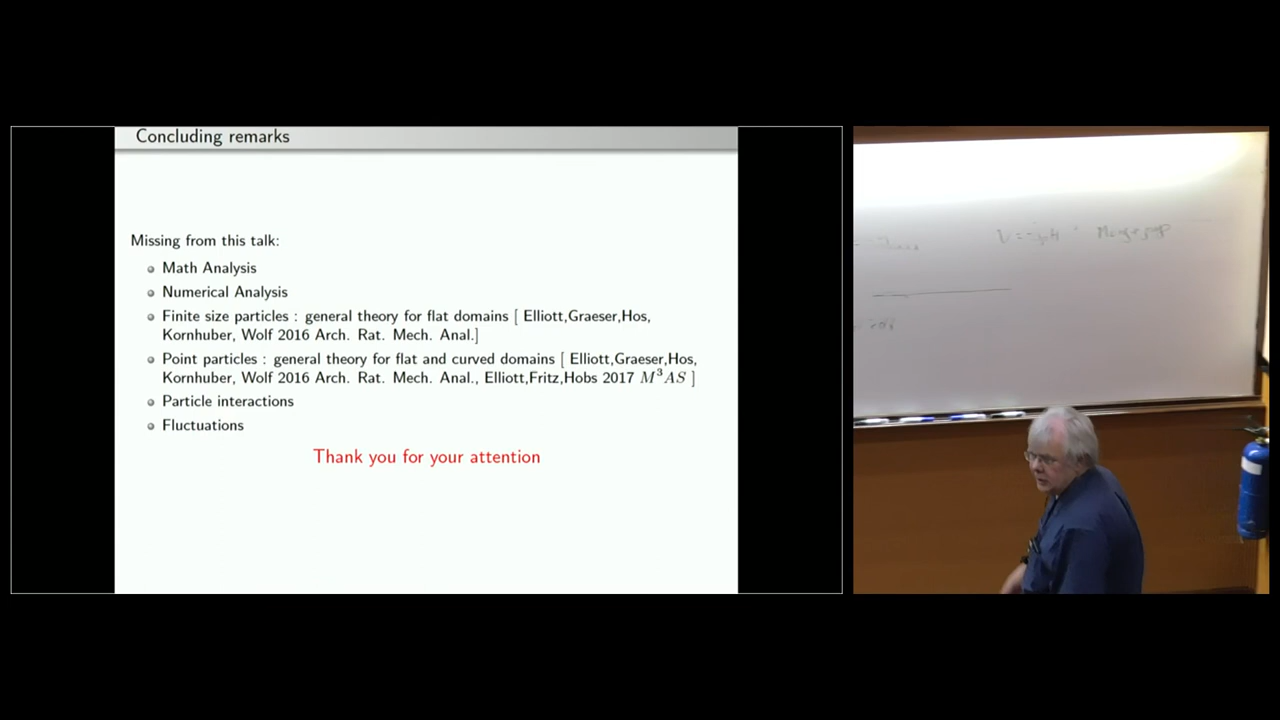 Concluding remarks
Missing from this talk:
Math Analysis
Numerical Analysis
Finite size particles : general theory for flat domains [ Elliott,Graeser,Hos,
Kornhuber, Wolf 2016 Arch. Rat. Mech. Anal.]
Point particles : general theory for flat and curved domains [ Elliott,Graeser,Hos,
Kornhuber, Wolf 2016 Arch. Rat. Mech. Anal., Elliott,Fritz,Hobs 2017 M³AS ]
Particle interactions
Fluctuations
Thank you for your attention